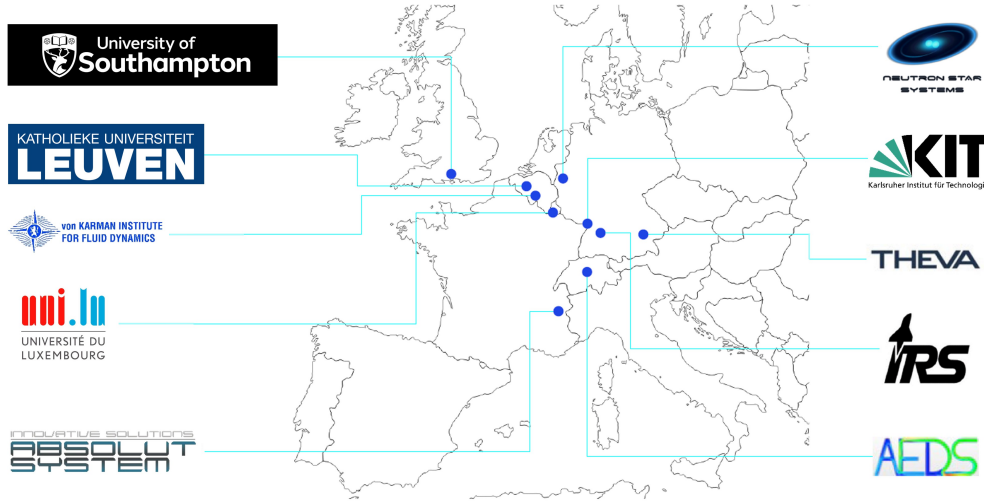 University of
Southampton
KATHOLIEKE UNIVERSITEIT
LEUVEN
von KARMAN INSTITUTE
FOR FLUID DYNAMICS
uni.lu
UNIVERSITÉ DU
LUXEMBOURG
INNOVATIVE SOLUTIONS
ABSOLUT
SYSTEM
NEUTRON STAR
SYSTEMS
KIT
Karlsruher Institut für Technologi
THEVA
IRS
AEDS